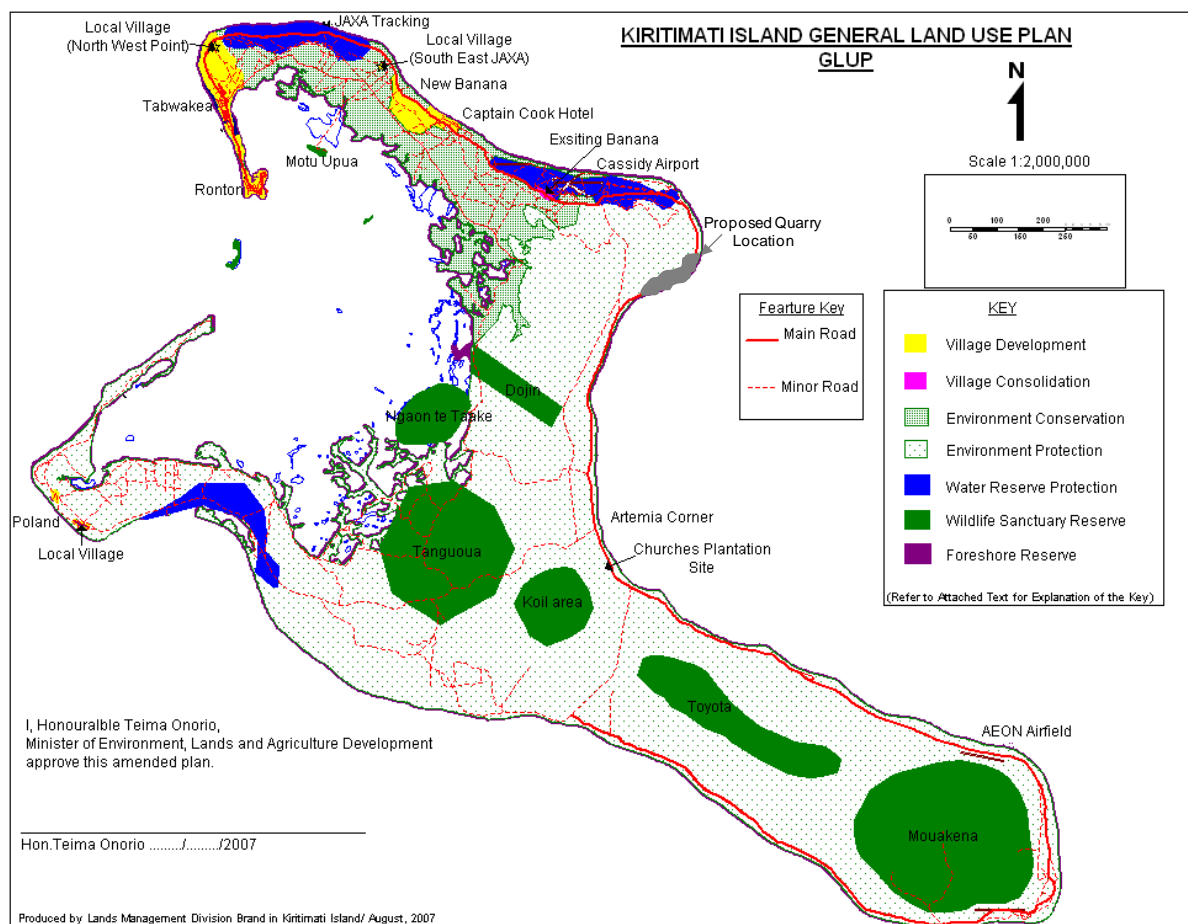 KIRITIMATI ISLAND GENERAL LAND USE PLAN
GLUP
N
Scale 1:2,000,000
0 100 200
50 150 250
JAXA Tracking
Local Village
(North West Point)
Local Village
(South East JAXA)
New Banana
Tabwakea
Captain Cook Hotel
Exsiting Banana
Motu Upua
Cassidy Airport
Ronton
Proposed Quarry
Location
Fearture Key
Main Road
Minor Road
KEY
Village Development
Village Consolidation
Environment Conservation
Environment Protection
Water Reserve Protection
Wildlife Sanctuary Reserve
Foreshore Reserve
(Refer to Attached Text for Explanation of the Key)
Dojin
Ngaon te Taake
Artemia Corner
Poland
Local Village
Tanguoua
Churches Plantation
Site
Koil area
Toyota
AEON Airfield
Mouakena
I, Honouralble Teima Onorio,
Minister of Environment, Lands and Agriculture Development
approve this amended plan.
Hon.Teima Onorio ........./........./2007
Produced by Lands Management Division Brand in Kiritimati Island/ August, 2007